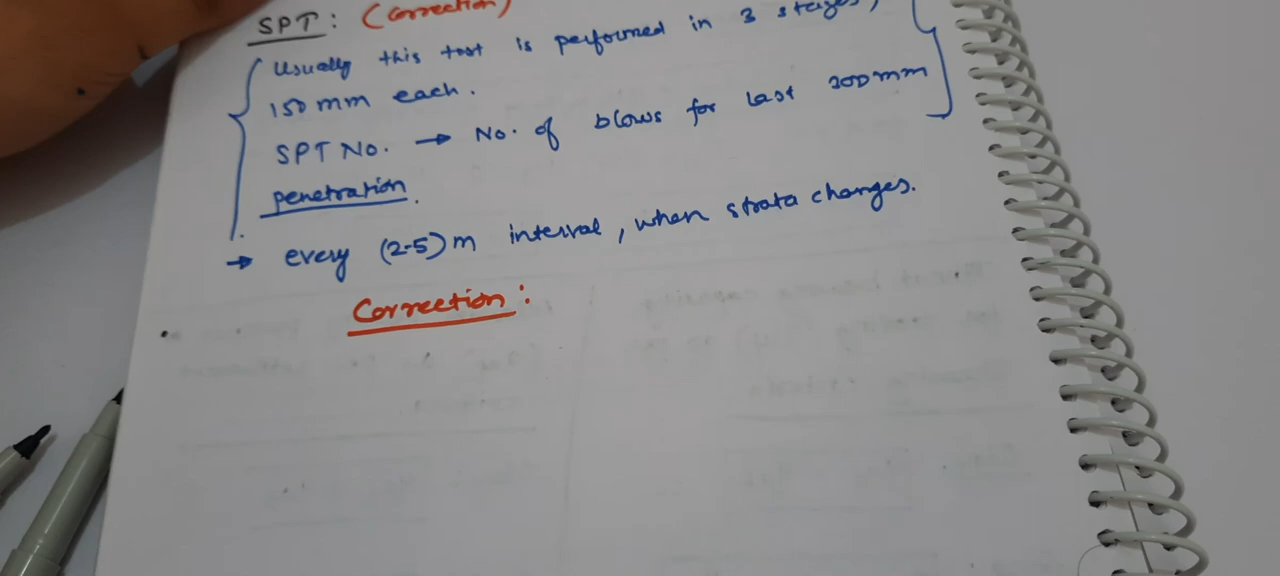 SPT: (Correction)
Usually this test is performed in 3 stages,
150 mm each.
SPT No. → No. of blows for last 300 mm
penetration.
→ every (2-5) m interval, when strata changes.
Correction: